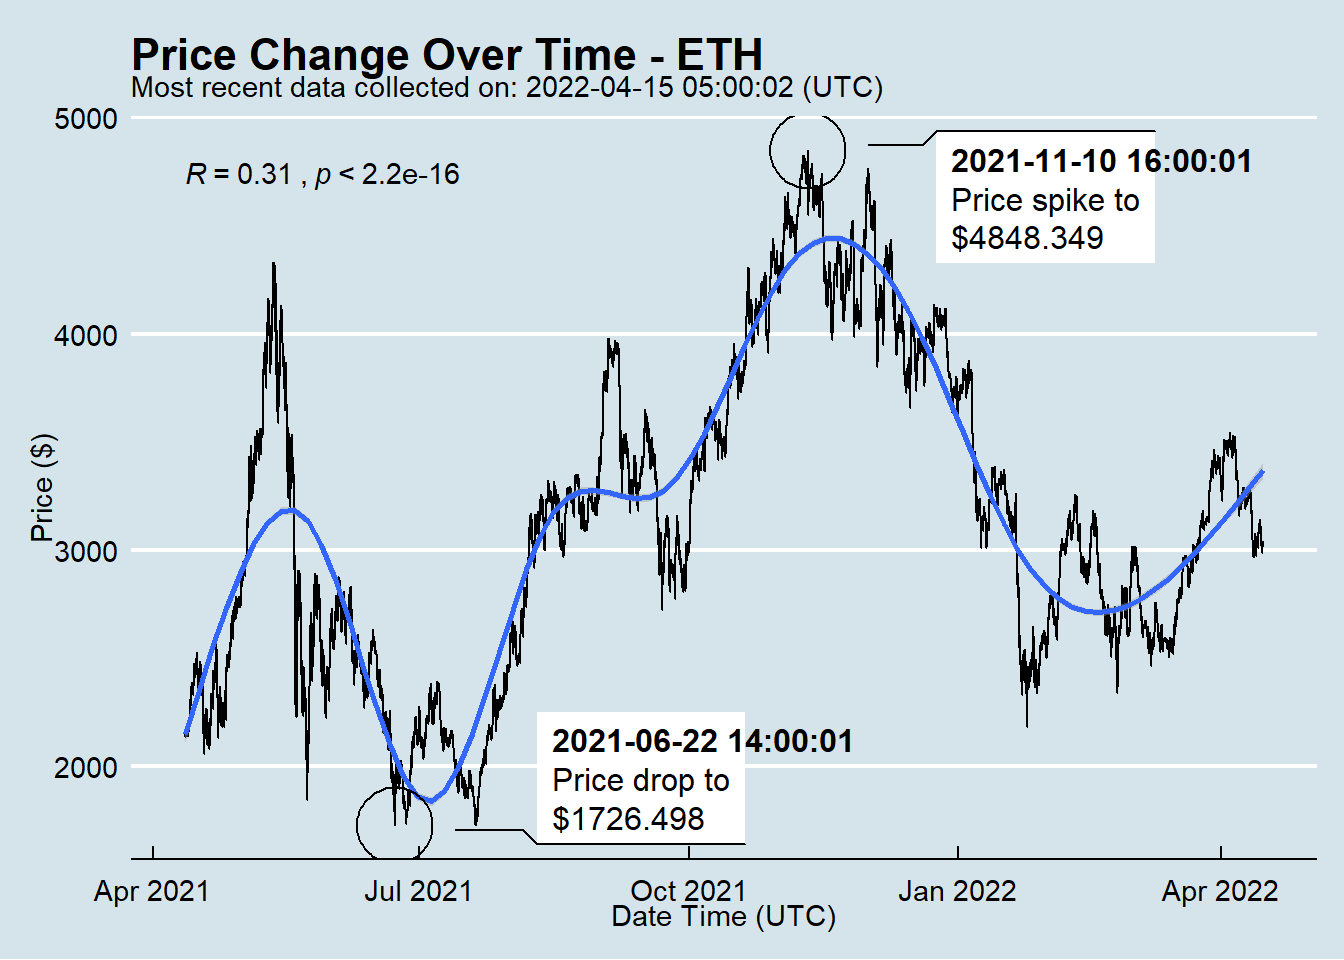 Price Change Over Time - ETH
Most recent data collected on: 2022-04-15 05:00:02 (UTC)
R = 0.31 , p < 2.2e-16
2021-11-10 16:00:01
Price spike to
$4848.349
2021-06-22 14:00:01
Price drop to
$1726.498
Price ($)
5000
4000
3000
2000
Apr 2021 Jul 2021 Oct 2021 Jan 2022 Apr 2022
Date Time (UTC)